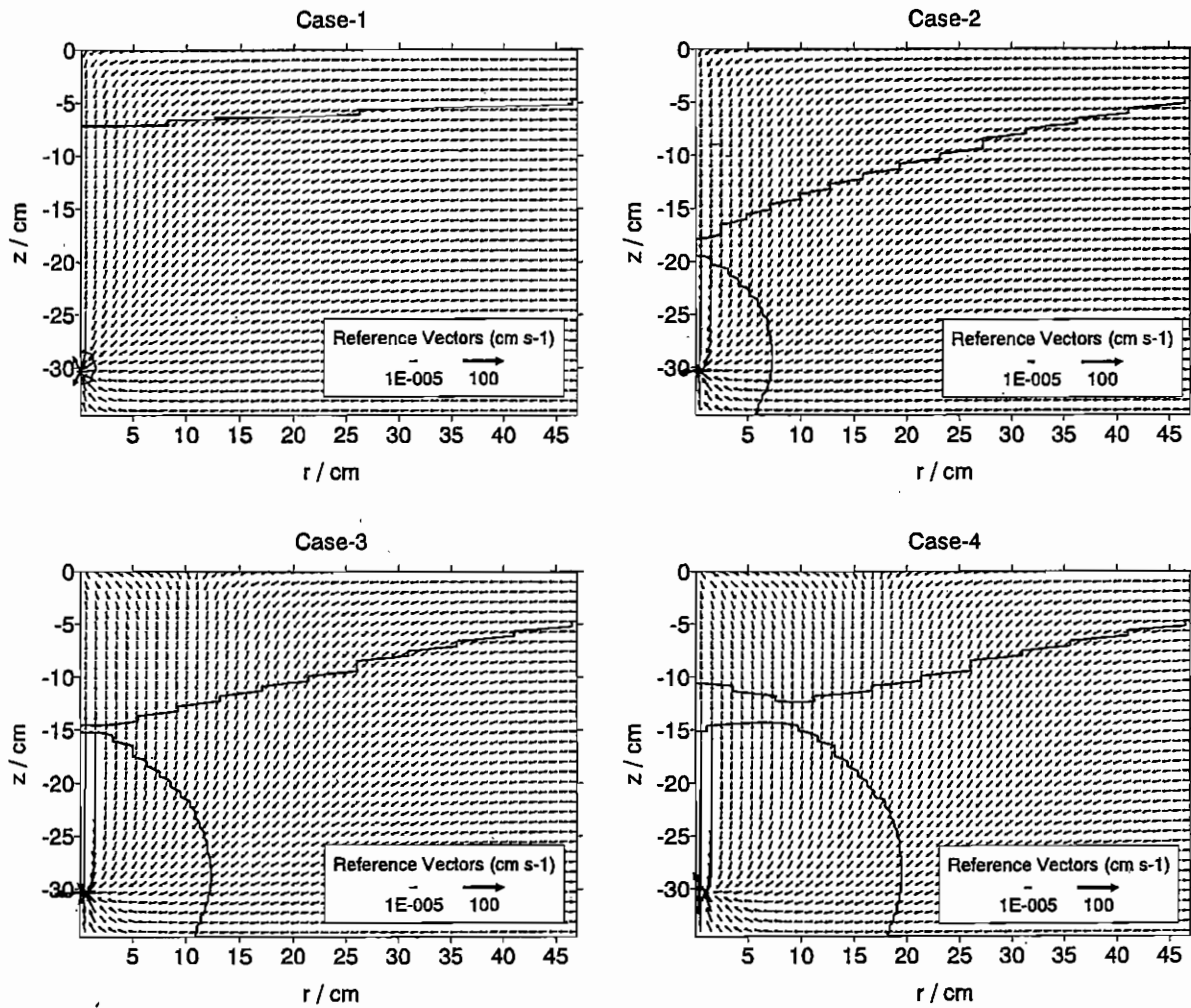 Case-1
0
-5
-10
-15
-20
-25
-30
z / cm
Reference Vectors (cm s-1)
1E-005 100
5 10 15 20 25 30 35 40 45
r / cm
Case-2
0
-5
-10
-15
-20
-25
-30
z / cm
Reference Vectors (cm s-1)
1E-005 100
5 10 15 20 25 30 35 40 45
r / cm
Case-3
0
-5
-10
-15
-20
-25
-30
z / cm
Reference Vectors (cm s-1)
1E-005 100
5 10 15 20 25 30 35 40 45
r / cm
Case-4
0
-5
-10
-15
-20
-25
-30
z / cm
Reference Vectors (cm s-1)
1E-005 100
5 10 15 20 25 30 35 40 45
r / cm